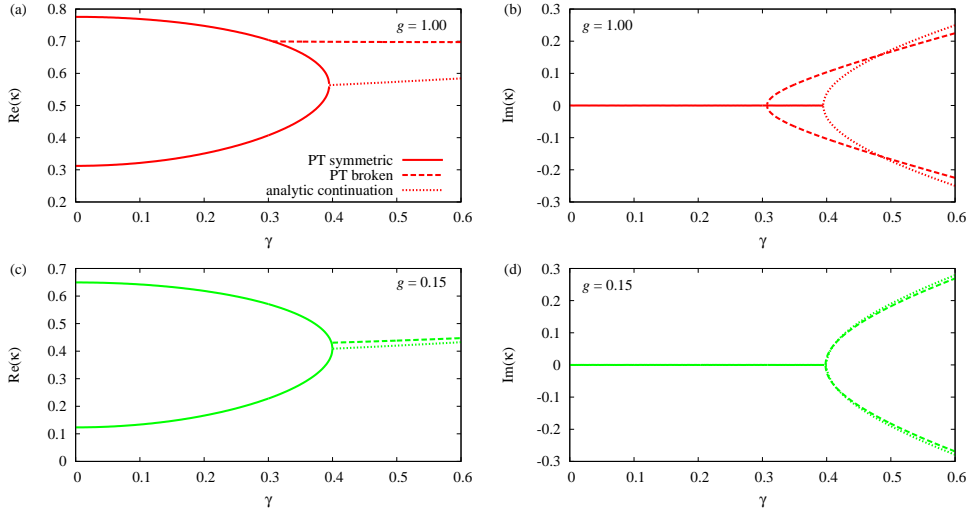 (a)
g = 1.00
0.8
0.7
0.6
0.5
0.4
0.3
0.2
Re(κ)
PT symmetric
PT broken
analytic continuation
0 0.1 0.2 0.3 0.4 0.5 0.6
γ
(b)
g = 1.00
0.3
0.2
0.1
0
-0.1
-0.2
-0.3
Im(κ)
0 0.1 0.2 0.3 0.4 0.5 0.6
γ
(c)
g = 0.15
0.7
0.6
0.5
0.4
0.3
0.2
0.1
0
Re(κ)
0 0.1 0.2 0.3 0.4 0.5 0.6
γ
(d)
g = 0.15
0.3
0.2
0.1
0
-0.1
-0.2
-0.3
Im(κ)
0 0.1 0.2 0.3 0.4 0.5 0.6
γ